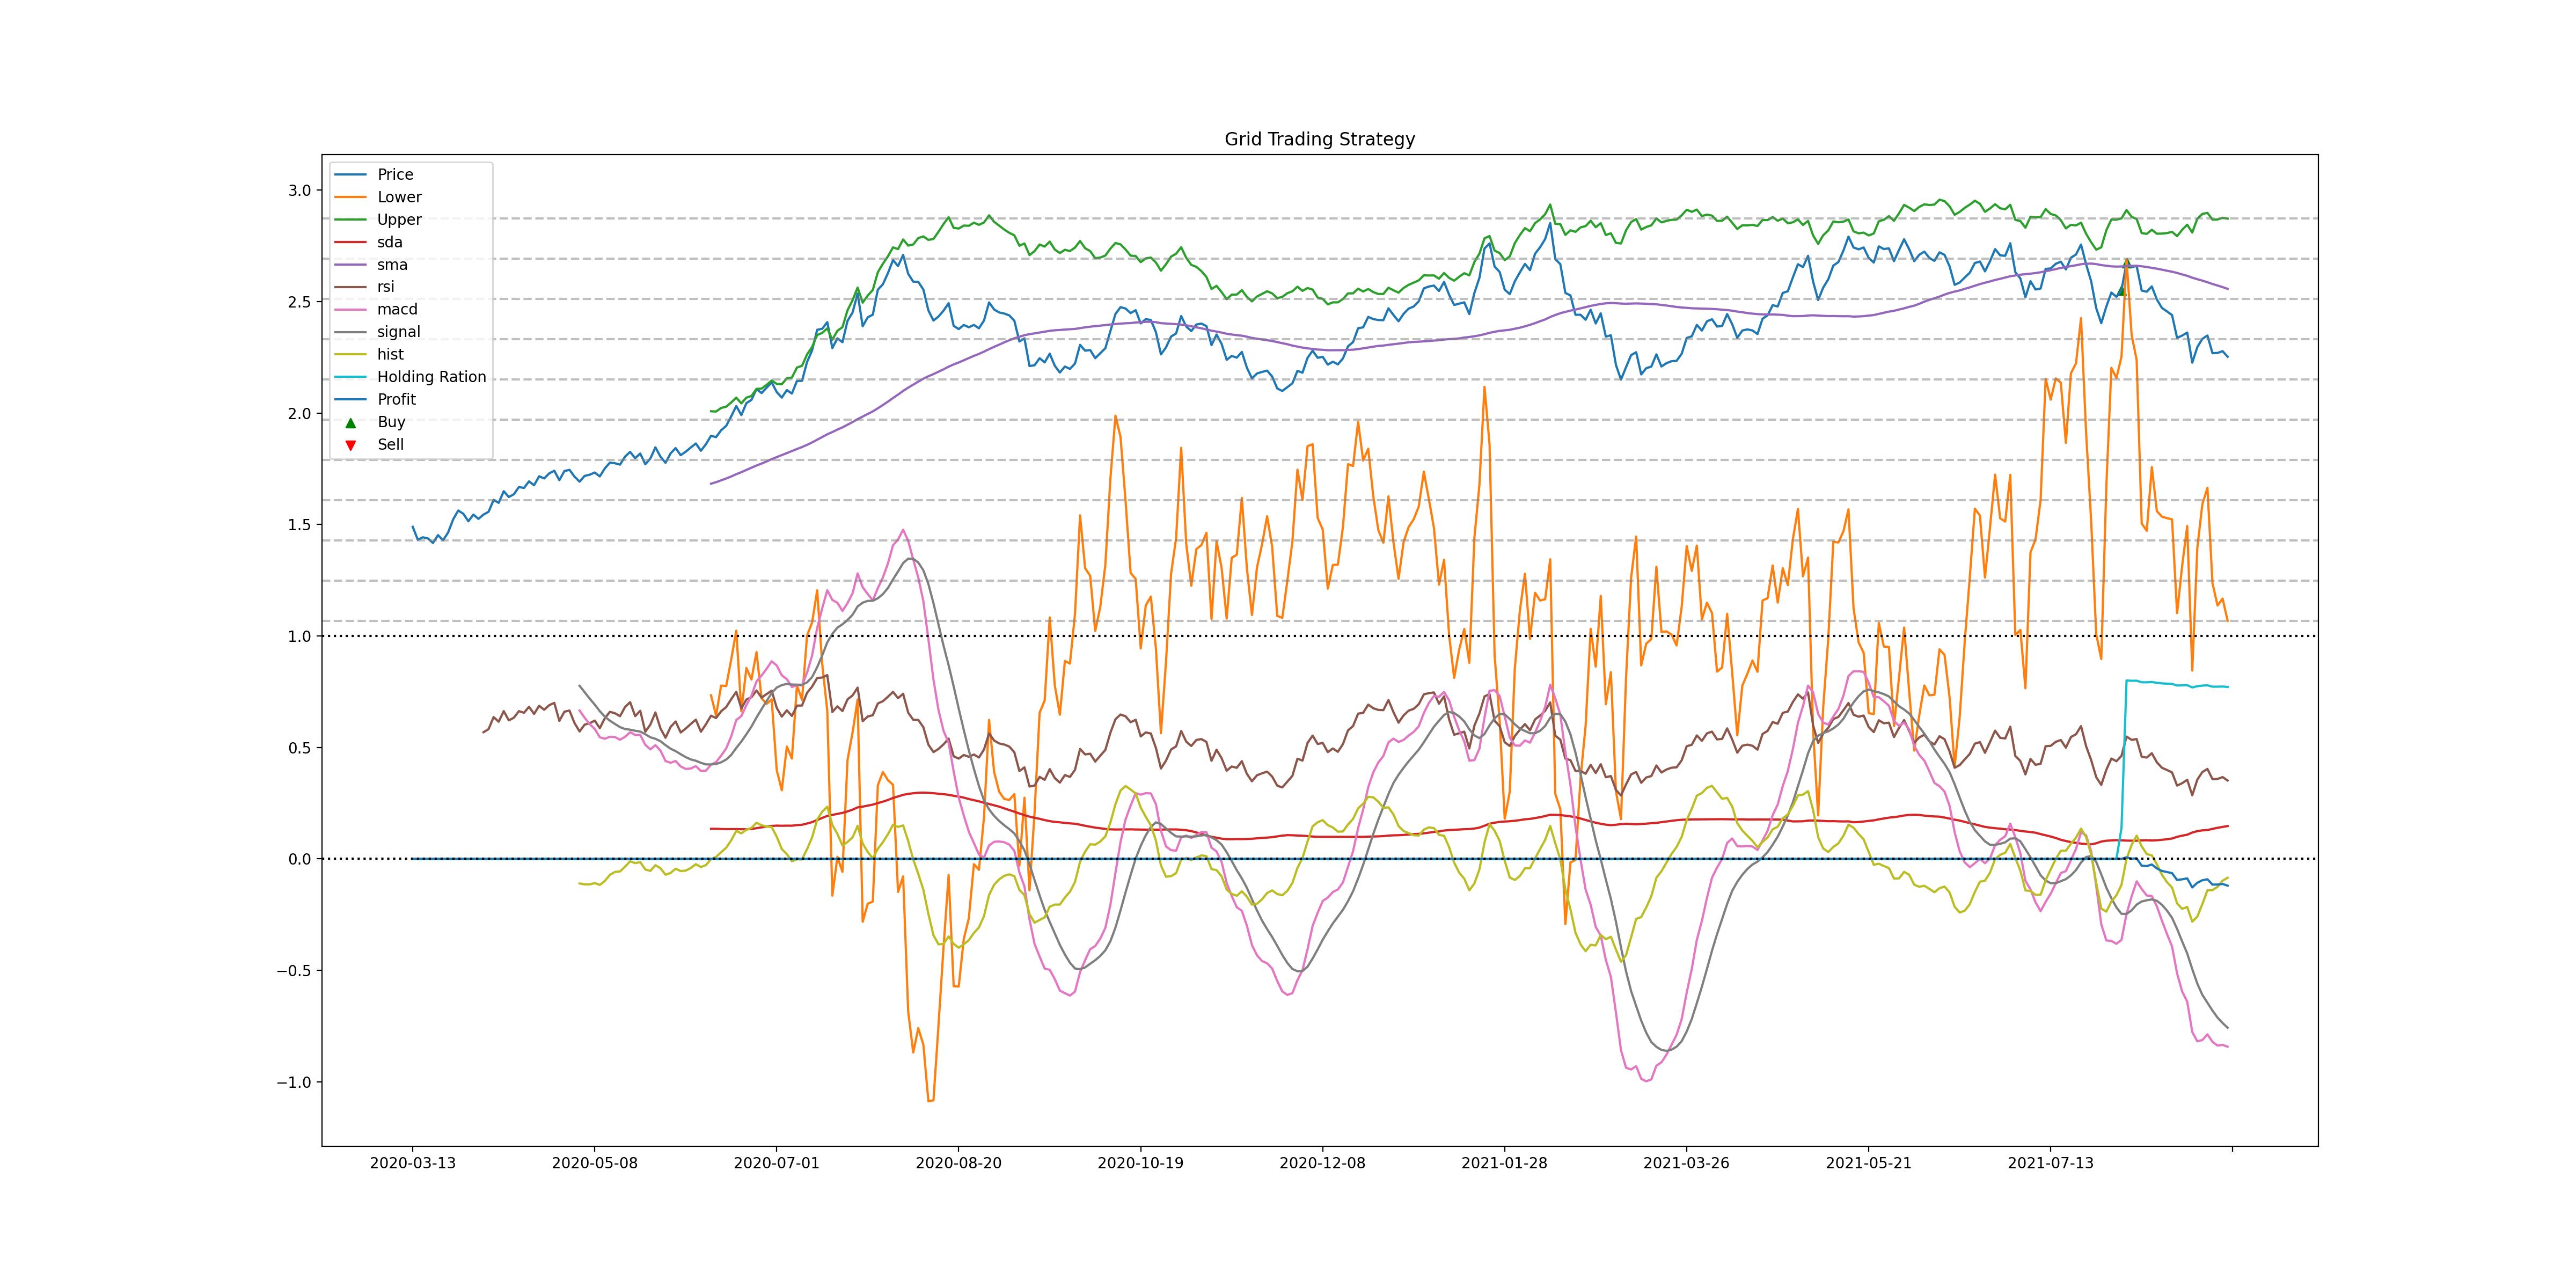 Grid Trading Strategy
Price
Lower
Upper
sda
sma
rsi
macd
signal
hist
Holding Ration
Profit
Buy
Sell
3.0
2.5
2.0
1.5
1.0
0.5
0.0
−0.5
−1.0
2020-03-13 2020-05-08 2020-07-01 2020-08-20 2020-10-19 2020-12-08 2021-01-28 2021-03-26 2021-05-21 2021-07-13